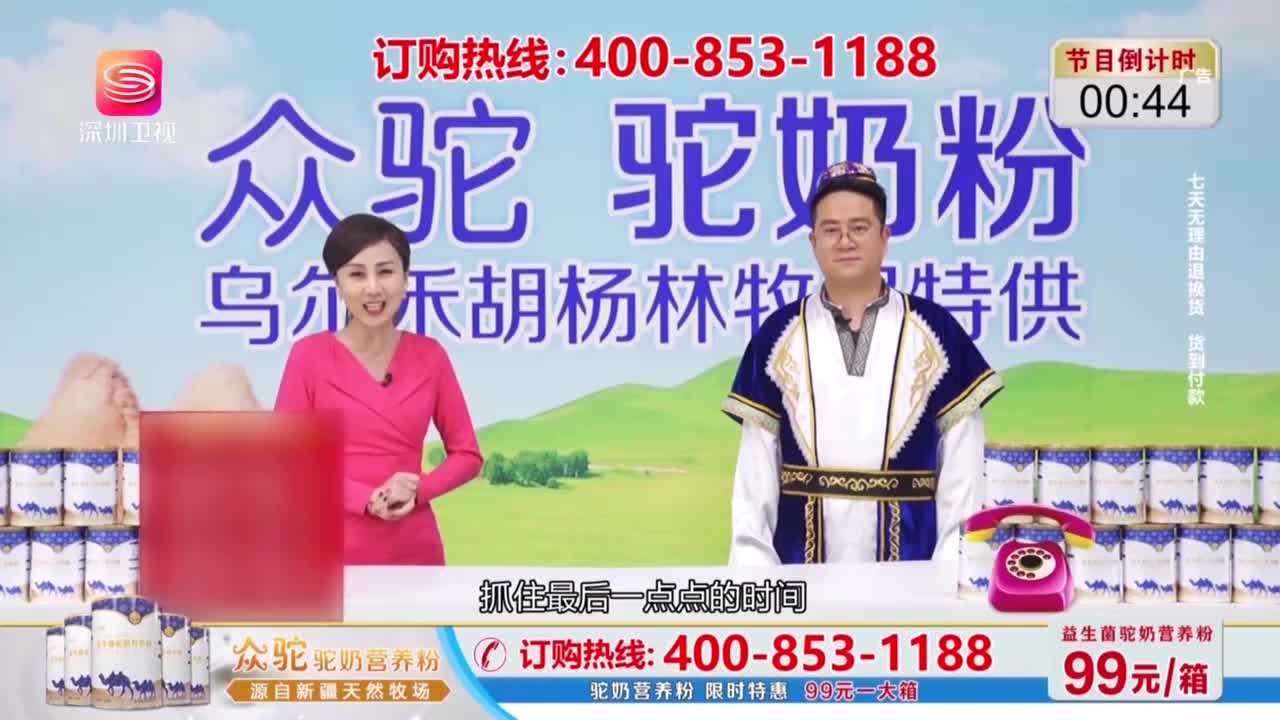 订购热线:400-853-1188
节目倒计时
广告
00:44
深圳卫视
众驼 驼奶粉
乌尔禾胡杨林牧场特供
七天无理由退换货 货到付款
抓住最后一点点的时间
众驼 驼奶营养粉
源自新疆天然牧场
订购热线:400-853-1188
驼奶营养粉 限时特惠 99元一大箱
益生菌驼奶营养粉
99元/箱